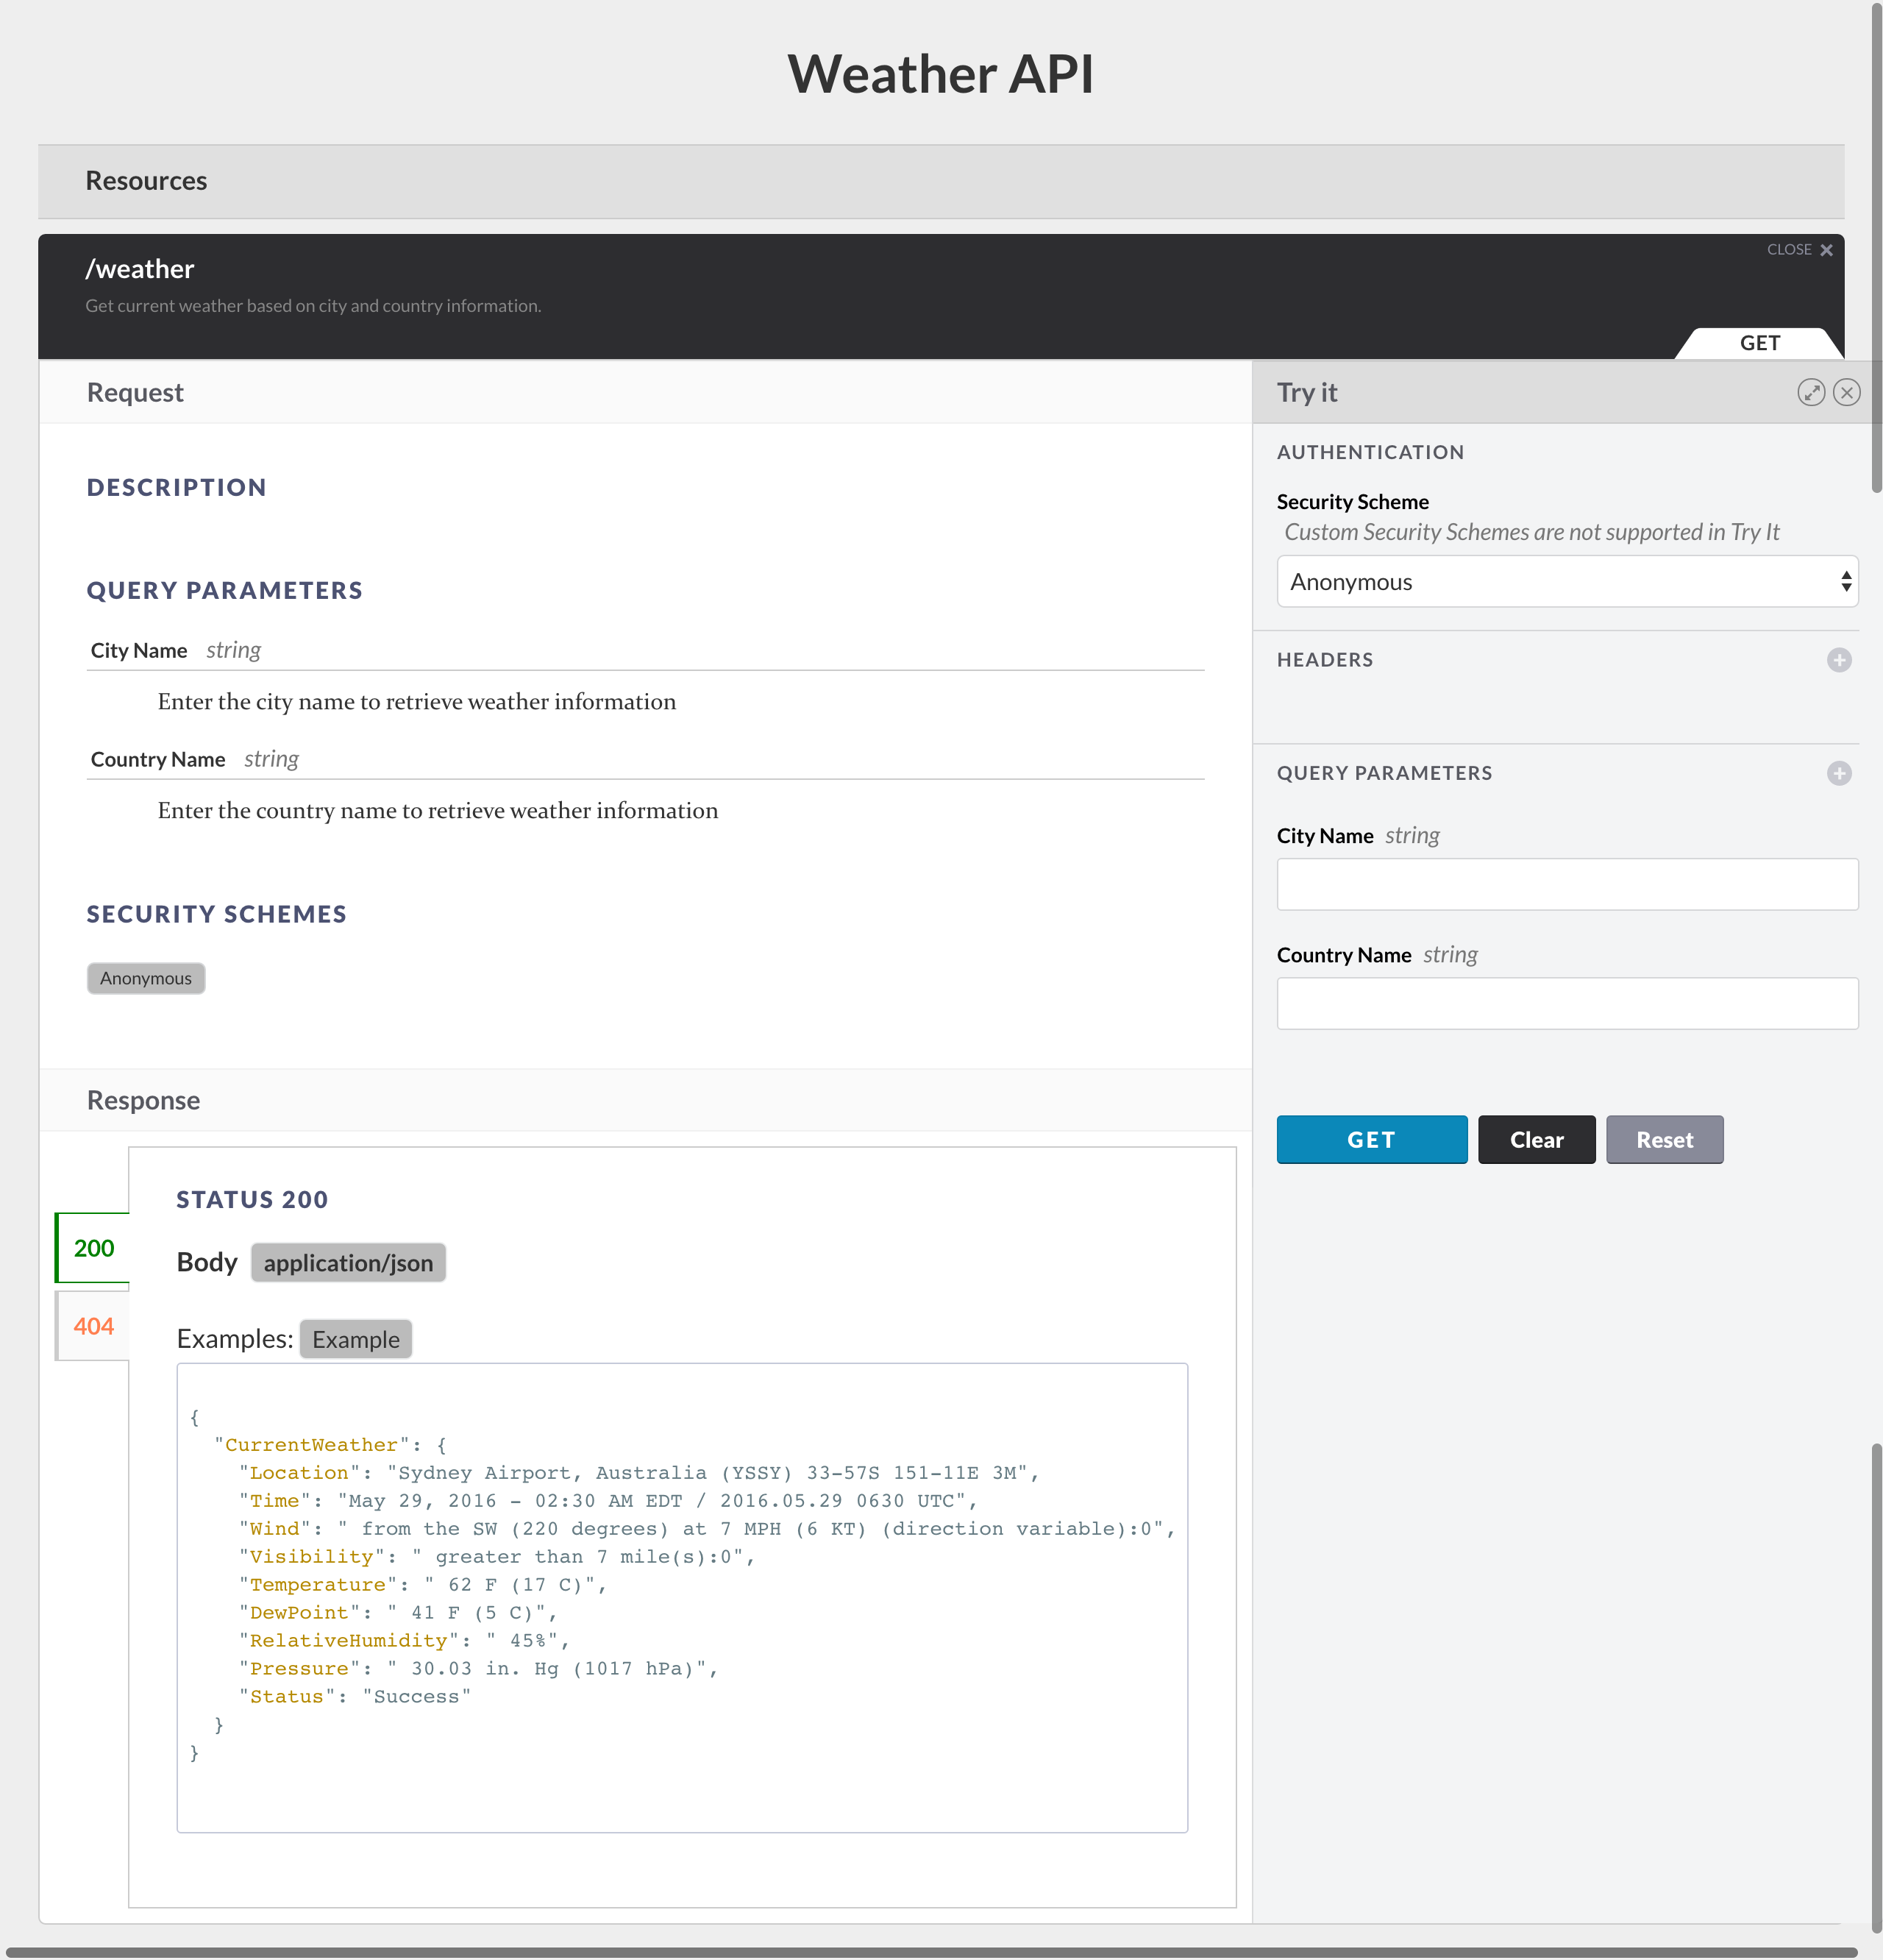 Weather API
Resources
/weather
CLOSE
Get current weather based on city and country information.
GET
Request
DESCRIPTION
QUERY PARAMETERS
City Name string
Enter the city name to retrieve weather information
Country Name string
Enter the country name to retrieve weather information
SECURITY SCHEMES
Anonymous
Response
200
404
STATUS 200
Body application/json
Examples: Example
{
"CurrentWeather": {
"Location": "Sydney Airport, Australia (YSSY) 33-57S 151-11E 3M",
"Time": "May 29, 2016 - 02:30 AM EDT / 2016.05.29 0630 UTC",
"Wind": " from the SW (220 degrees) at 7 MPH (6 KT) (direction variable):0",
"Visibility": " greater than 7 mile(s):0",
"Temperature": " 62 F (17 C)",
"DewPoint": " 41 F (5 C)",
"RelativeHumidity": " 45%",
"Pressure": " 30.03 in. Hg (1017 hPa)",
"Status": "Success"
}
}
Try it
AUTHENTICATION
Security Scheme
Custom Security Schemes are not supported in Try It
Anonymous
HEADERS
QUERY PARAMETERS
City Name string
Country Name string
GET Clear Reset